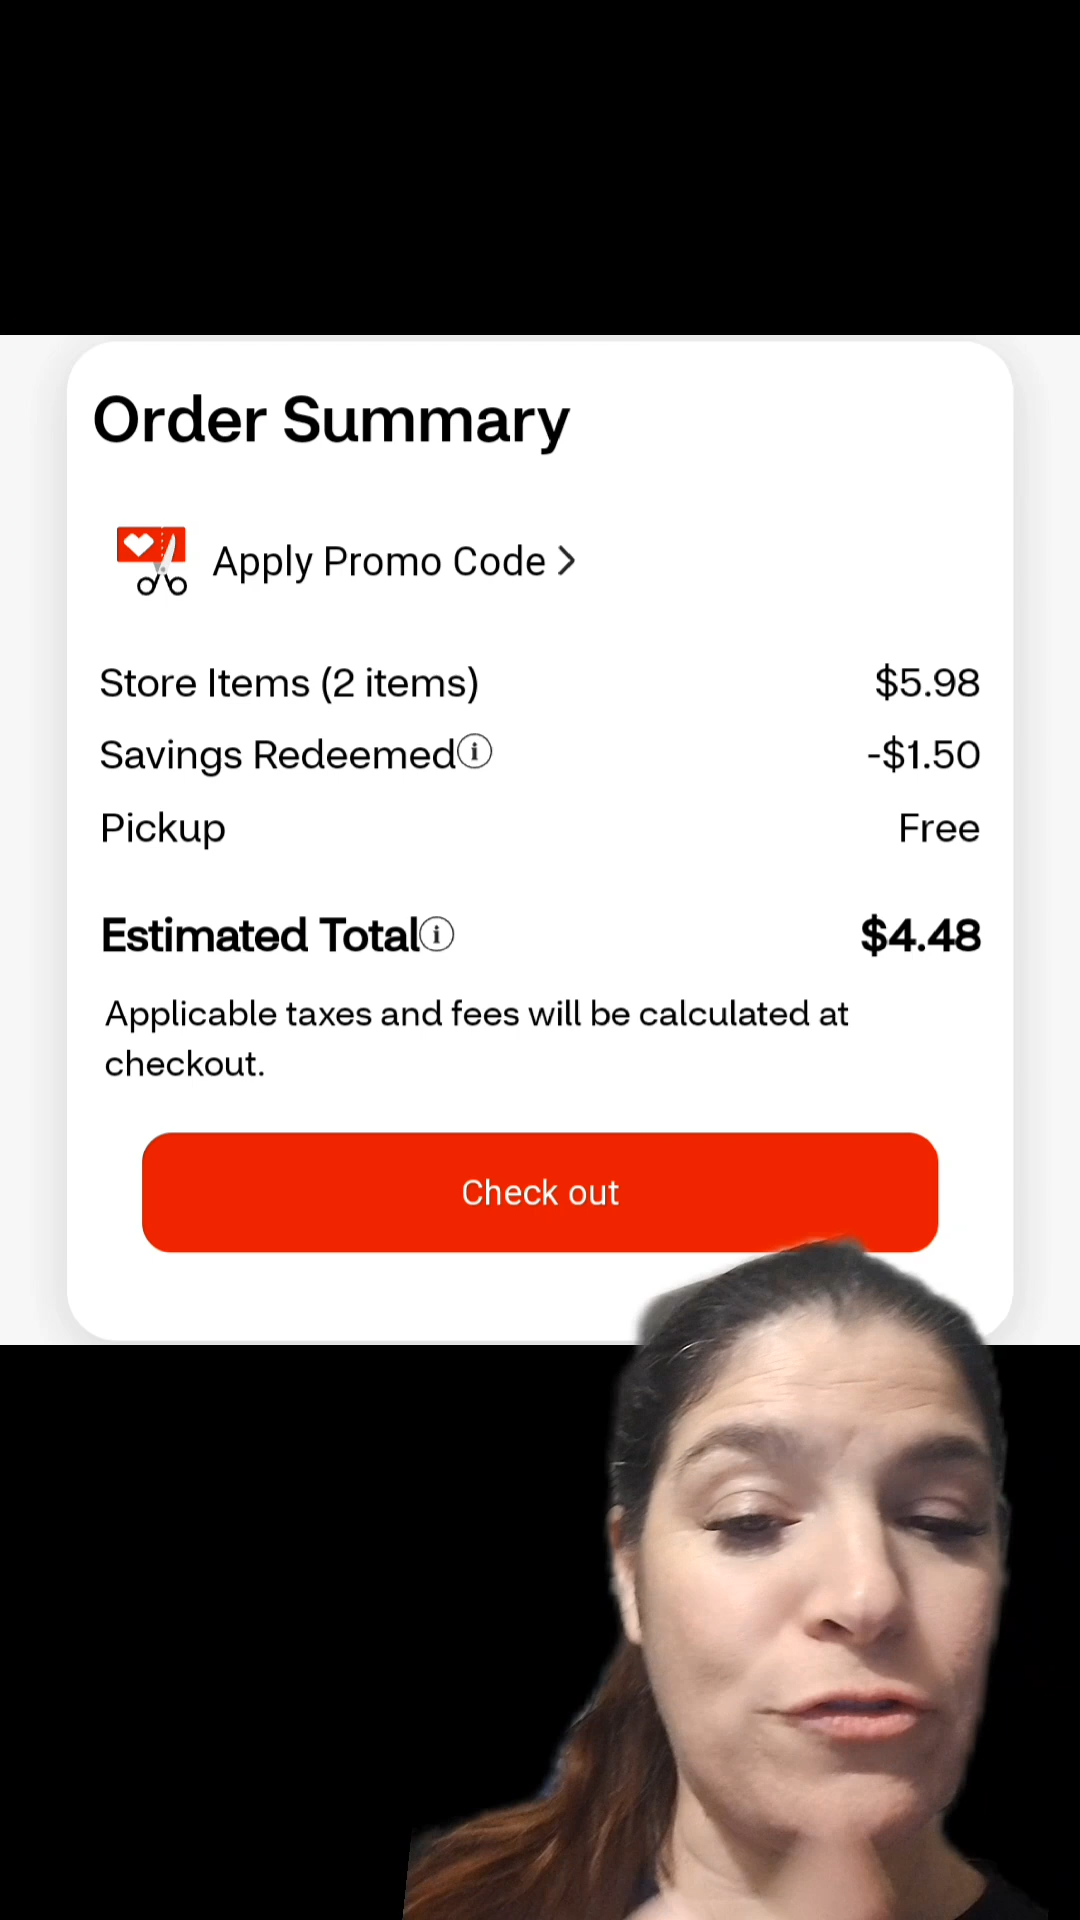 Order Summary
Apply Promo Code >
Store Items (2 items) $5.98
Savings Redeemed ⓘ -$1.50
Pickup Free
Estimated Total ⓘ $4.48
Applicable taxes and fees will be calculated at
checkout.
Check out